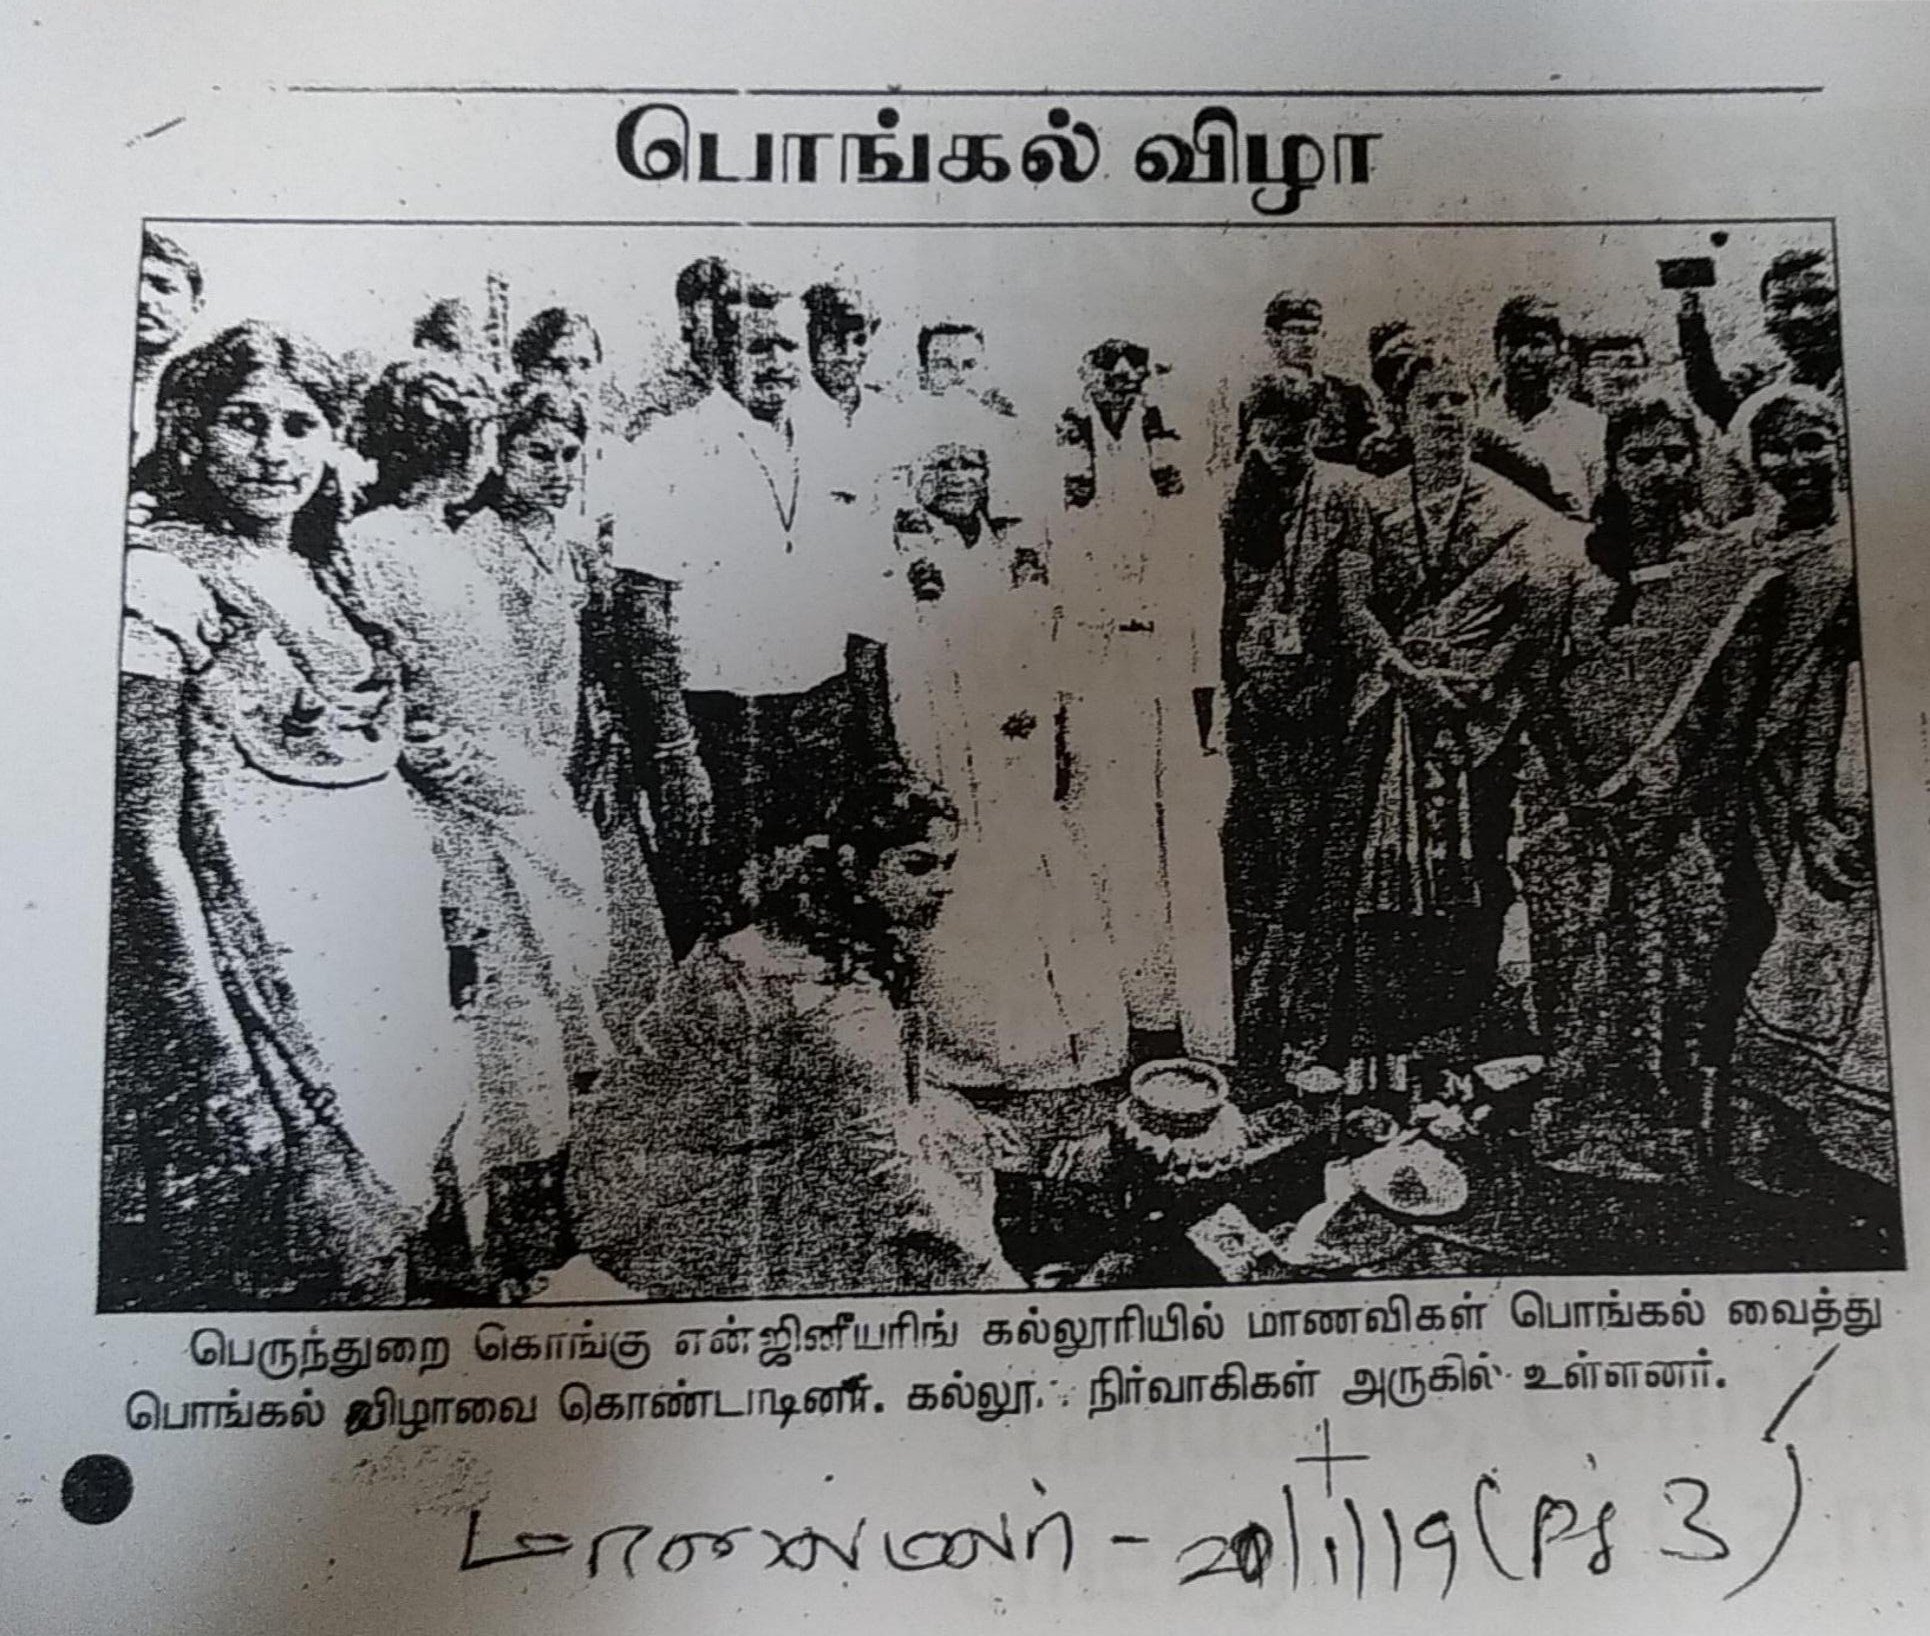 பொங்கல் விழா
பெருந்துறை கொங்கு என்ஜினீயரிங் கல்லூரியில் மாணவிகள் பொங்கல் வைத்து
பொங்கல் விழாவை கொண்டாடினர். கல்லூ நிர்வாகிகள் அருகில் உள்ளனர்.
மாலைமலர் - 20/1/19 (Pg 3)